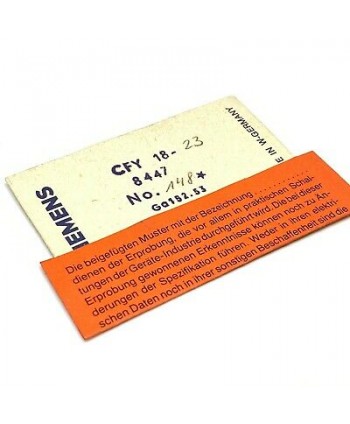 CFY 18-23
8447
No. 148*
Ga192.53
IEMENS
E IN W-GERMANY
Die beigefügten Muster mit der Bezeichnung ..........
dienen der Erprobung, die vor allem in praktischen Schal-
tungen der Geräte-Industrie durchgeführt wird. Die bei dieser
Erprobung gewonnenen Erkenntnisse können noch zu Än-
derungen der Spezifikation führen. Weder in ihren elektri-
schen Daten noch in ihrer sonstigen Beschaffenheit sind die